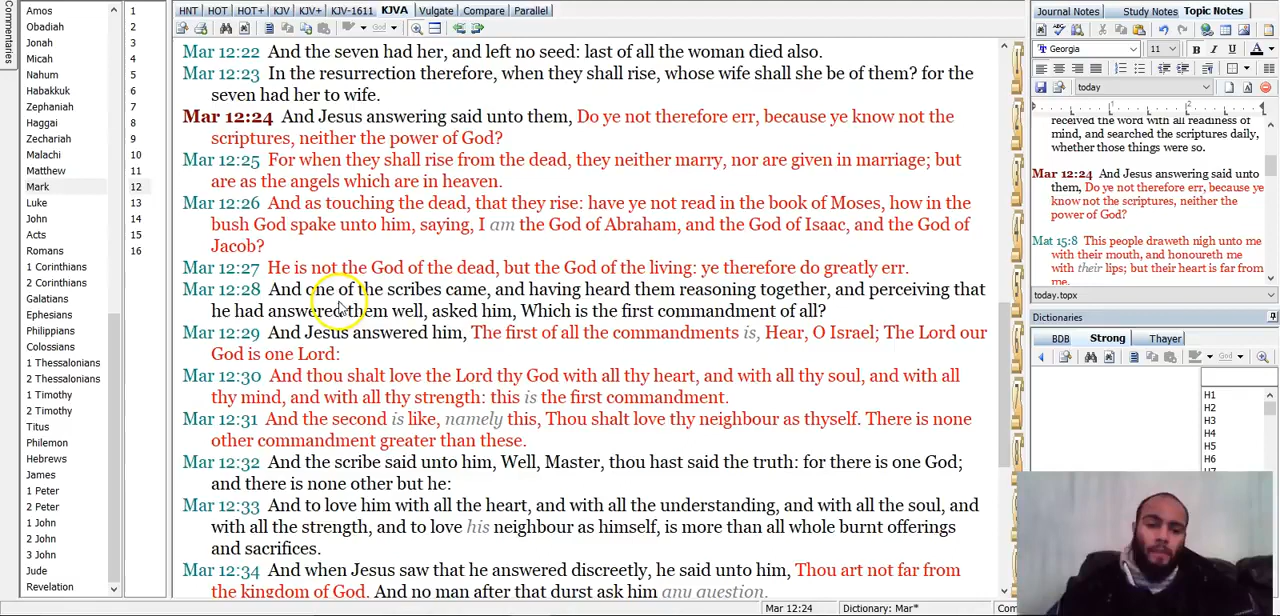 Commentaries
Amos
Obadiah
Jonah
Micah
Nahum
Habakkuk
Zephaniah
Haggai
Zechariah
Malachi
Matthew
Mark
Luke
John
Acts
Romans
1 Corinthians
2 Corinthians
Galatians
Ephesians
Philippians
Colossians
1 Thessalonians
2 Thessalonians
1 Timothy
2 Timothy
Titus
Philemon
Hebrews
James
1 Peter
2 Peter
1 John
2 John
3 John
Jude
Revelation
1
2
3
4
5
6
7
8
9
10
11
12
13
14
15
16
HNT HOT HOT+ KJV KJV+ KJV-1611 KJVA Vulgate Compare Parallel
God
Mar 12:22 And the seven had her, and left no seed: last of all the woman died also.
Mar 12:23 In the resurrection therefore, when they shall rise, whose wife shall she be of them? for the
seven had her to wife.
Mar 12:24 And Jesus answering said unto them, Do ye not therefore err, because ye know not the
scriptures, neither the power of God?
Mar 12:25 For when they shall rise from the dead, they neither marry, nor are given in marriage; but
are as the angels which are in heaven.
Mar 12:26 And as touching the dead, that they rise: have ye not read in the book of Moses, how in the
bush God spake unto him, saying, I am the God of Abraham, and the God of Isaac, and the God of
Jacob?
Mar 12:27 He is not the God of the dead, but the God of the living: ye therefore do greatly err.
Mar 12:28 And one of the scribes came, and having heard them reasoning together, and perceiving that
he had answered them well, asked him, Which is the first commandment of all?
Mar 12:29 And Jesus answered him, The first of all the commandments is, Hear, O Israel; The Lord our
God is one Lord:
Mar 12:30 And thou shalt love the Lord thy God with all thy heart, and with all thy soul, and with all
thy mind, and with all thy strength: this is the first commandment.
Mar 12:31 And the second is like, namely this, Thou shalt love thy neighbour as thyself. There is none
other commandment greater than these.
Mar 12:32 And the scribe said unto him, Well, Master, thou hast said the truth: for there is one God;
and there is none other but he:
Mar 12:33 And to love him with all the heart, and with all the understanding, and with all the soul, and
with all the strength, and to love his neighbour as himself, is more than all whole burnt offerings
and sacrifices.
Mar 12:34 And when Jesus saw that he answered discreetly, he said unto him, Thou art not far from
the kingdom of God. And no man after that durst ask him any question.
Mar 12:24 Dictionary: Mar* Com
Journal Notes Study Notes Topic Notes
Georgia 11 B I U A
today
1 2
received the word with all readiness of
mind, and searched the scriptures daily,
whether those things were so.
Mar 12:24 And Jesus answering said unto
them, Do ye not therefore err, because ye
know not the scriptures, neither the
power of God?
Mat 15:8 This people draweth nigh unto me
with their mouth, and honoureth me
with their lips; but their heart is far from
me.
today.topx
Dictionaries
BDB Strong Thayer
God
H1
H2
H3
H4
H5
H6